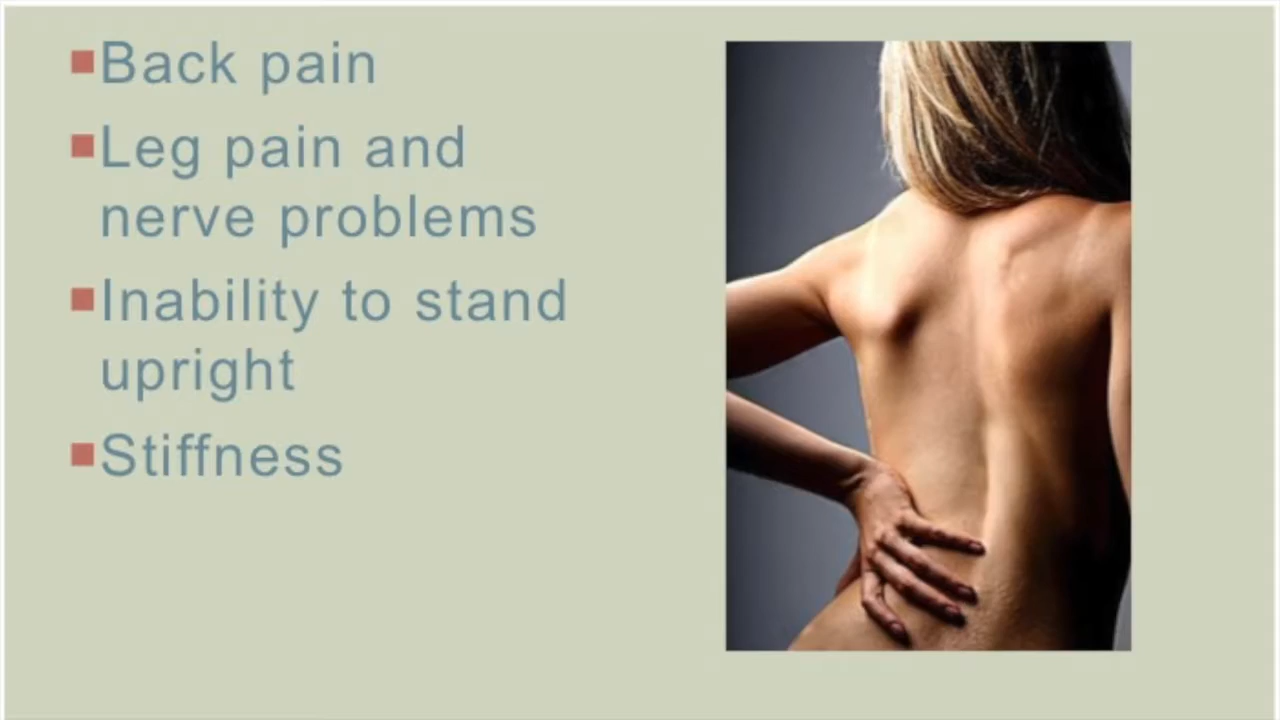 Back pain
Leg pain and
nerve problems
Inability to stand
upright
Stiffness